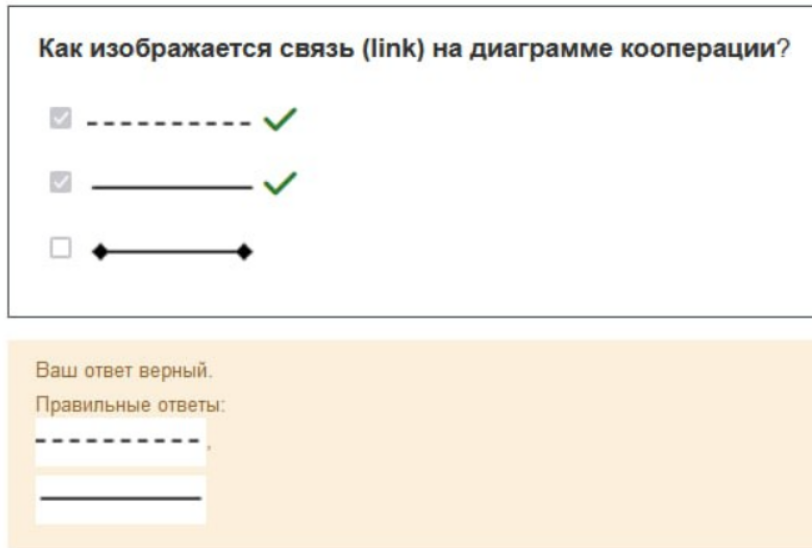 Как изображается связь (link) на диаграмме кооперации?
Ваш ответ верный.
Правильные ответы:
,